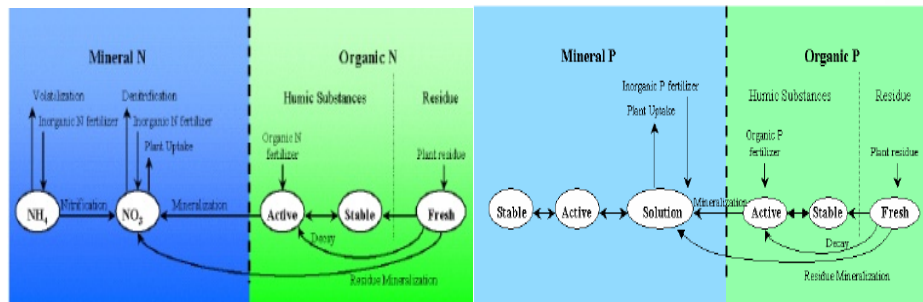 Mineral N
Organic N
Volatilization
Denitrification
Humic Substances
Residue
Inorganic N fertilizer
Inorganic N fertilizer
Plant Uptake
Organic N
fertilizer
Plant residue
NH4
Nitrification
NO3
Mineralization
Active
Stable
Fresh
Decay
Residue Mineralization
Mineral P
Organic P
Inorganic P fertilizer
Plant Uptake
Humic Substances
Residue
Organic P
fertilizer
Plant residue
Stable
Active
Solution
Mineralization
Active
Stable
Fresh
Decay
Residue Mineralization